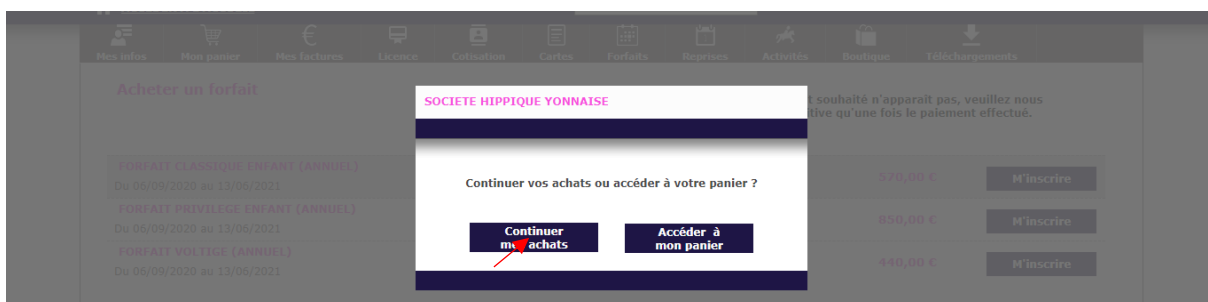 Mes infos Mon panier Mes factures Licence Cotisation Cartes Forfaits Reprises Activités Boutique Téléchargements
Acheter un forfait
SOCIETE HIPPIQUE YONNAISE
t souhaité n'apparait pas, veuillez nous
tive qu'une fois le paiement effectué.
Continuer vos achats ou accéder à votre panier ?
Continuer
mes achats
Accéder à
mon panier
FORFAIT CLASSIQUE ENFANT (ANNUEL)
Du 06/09/2020 au 13/06/2021
570,00 € M'inscrire
FORFAIT PRIVILEGE ENFANT (ANNUEL)
Du 06/09/2020 au 13/06/2021
850,00 € M'inscrire
FORFAIT VOLTIGE (ANNUEL)
Du 06/09/2020 au 13/06/2021
440,00 € M'inscrire